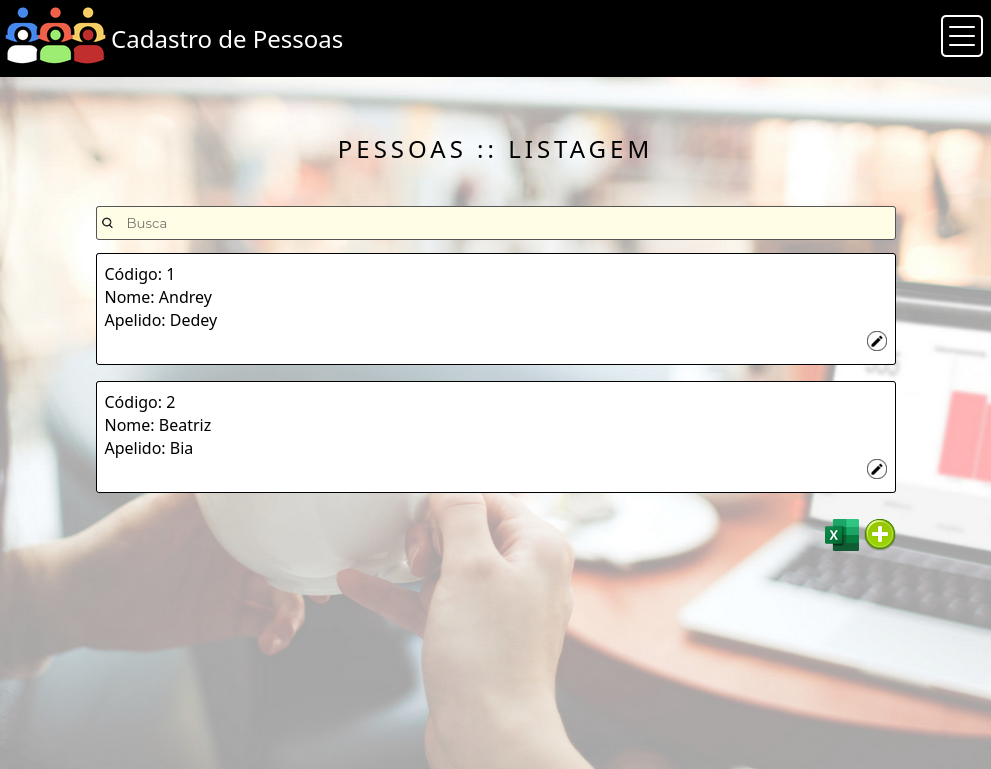 Cadastro de Pessoas
PESSOAS :: LISTAGEM
Busca
Código: 1
Nome: Andrey
Apelido: Dedey
Código: 2
Nome: Beatriz
Apelido: Bia
X